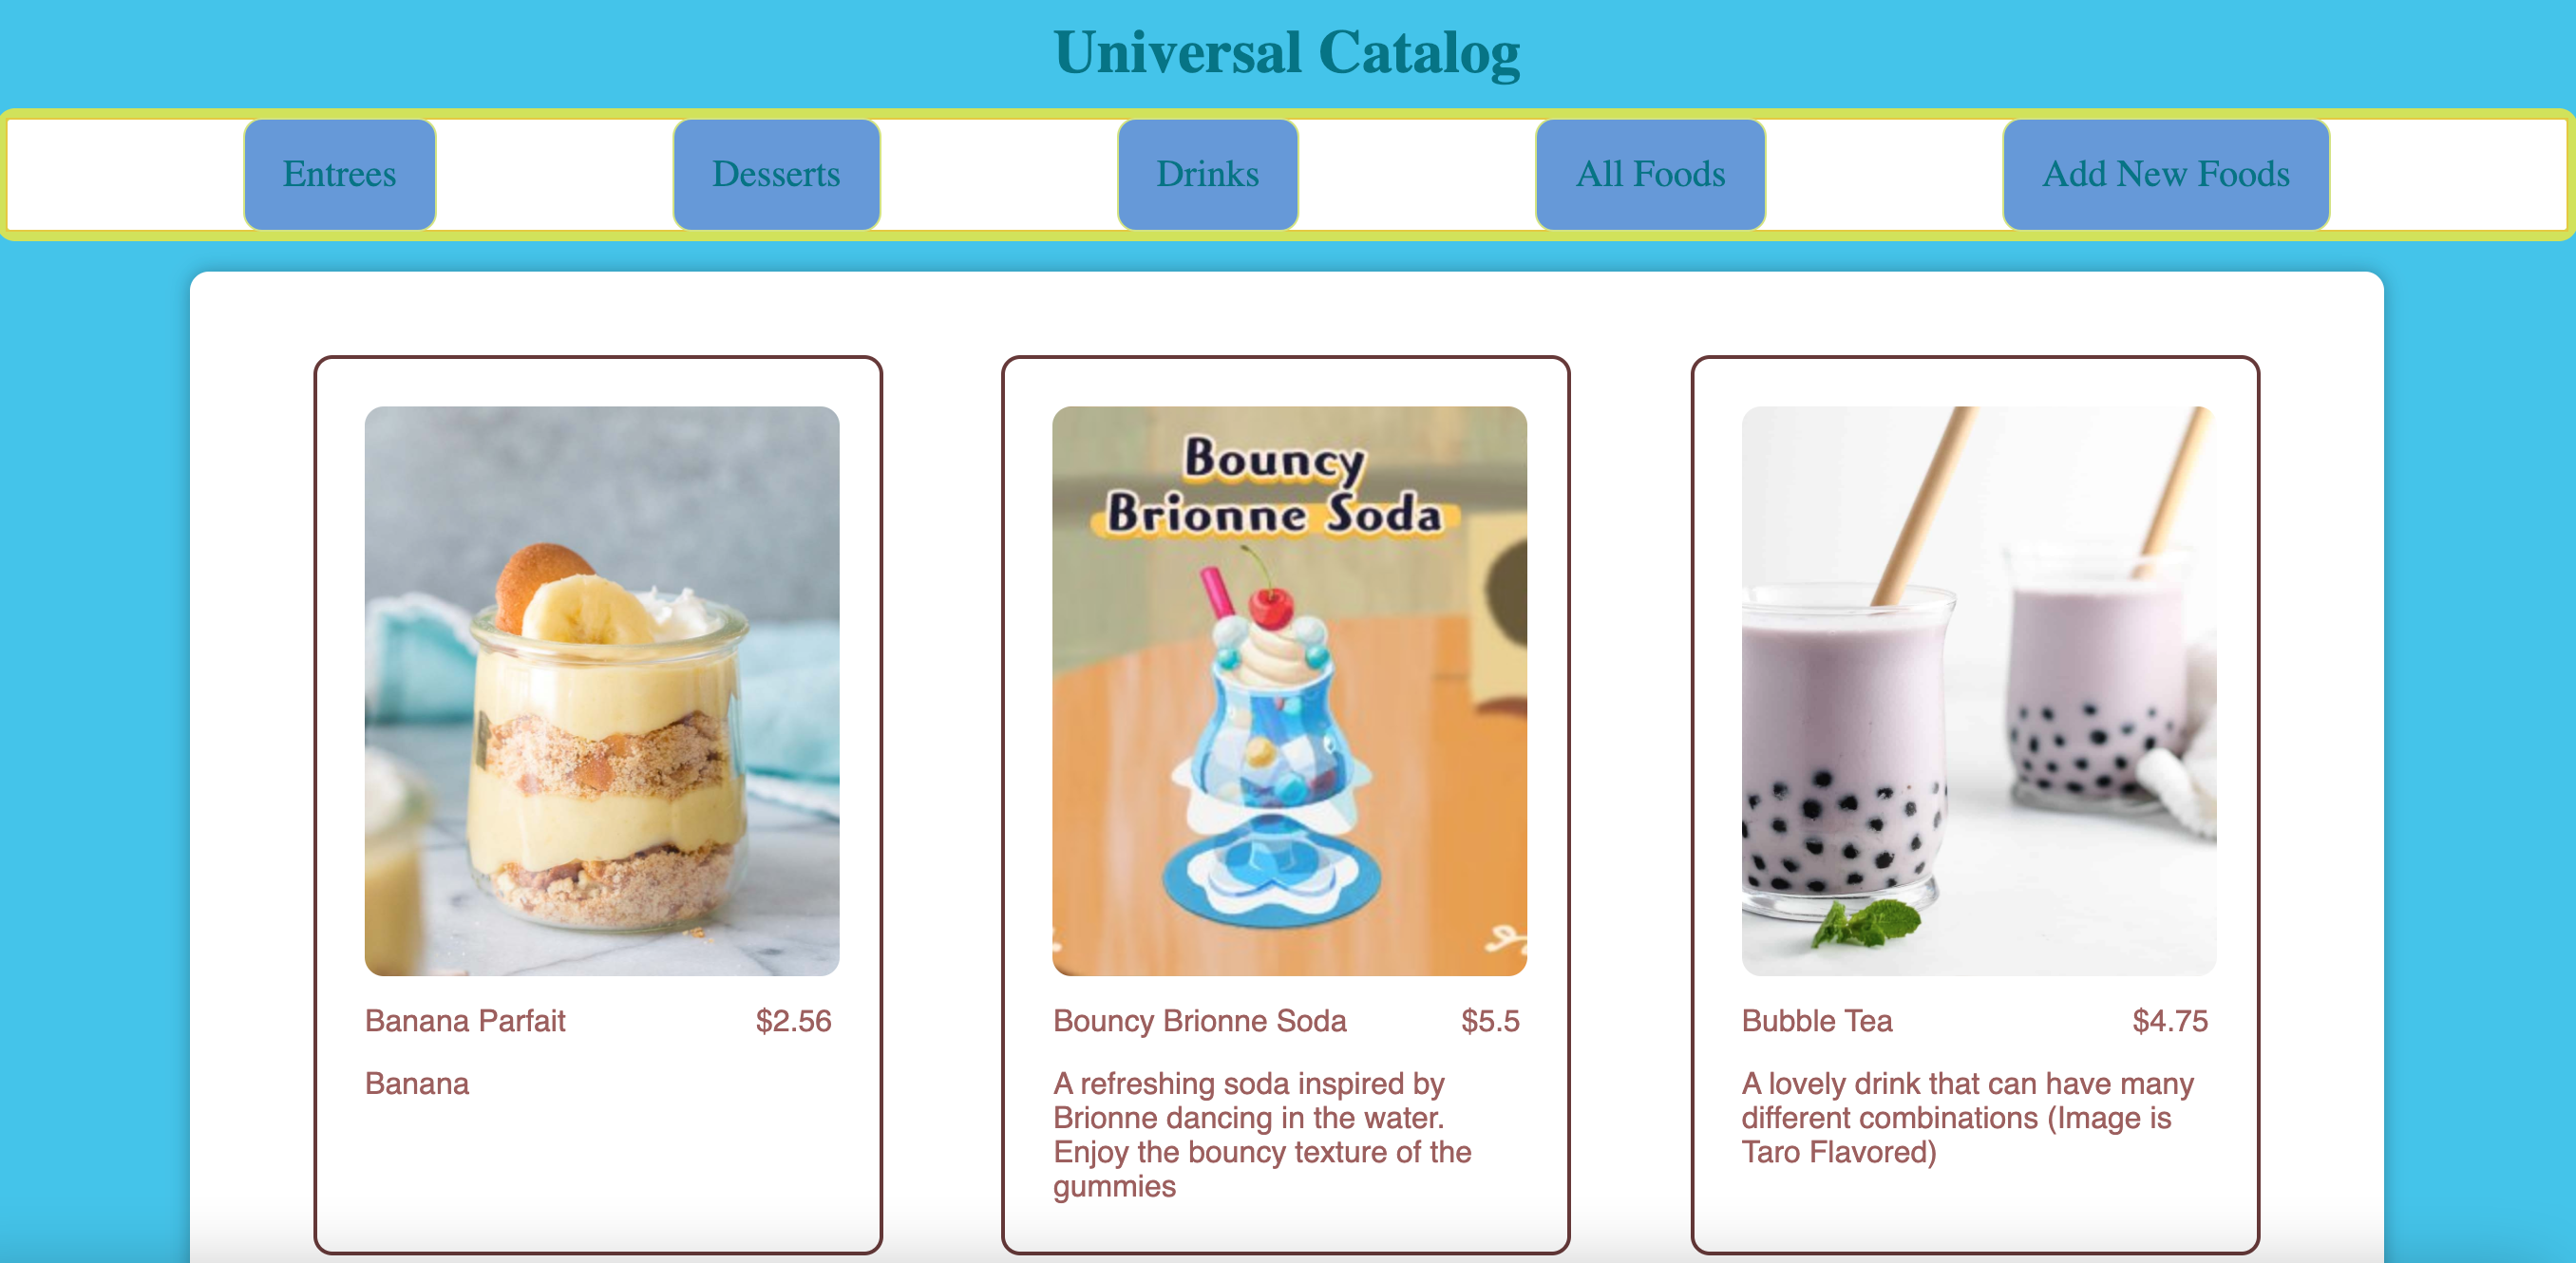 Universal Catalog
Entrees
Desserts
Drinks
All Foods
Add New Foods
Bouncy
Brionne Soda
Banana Parfait $2.56
Banana
Bouncy Brionne Soda $5.5
A refreshing soda inspired by
Brionne dancing in the water.
Enjoy the bouncy texture of the
gummies
Bubble Tea $4.75
A lovely drink that can have many
different combinations (Image is
Taro Flavored)